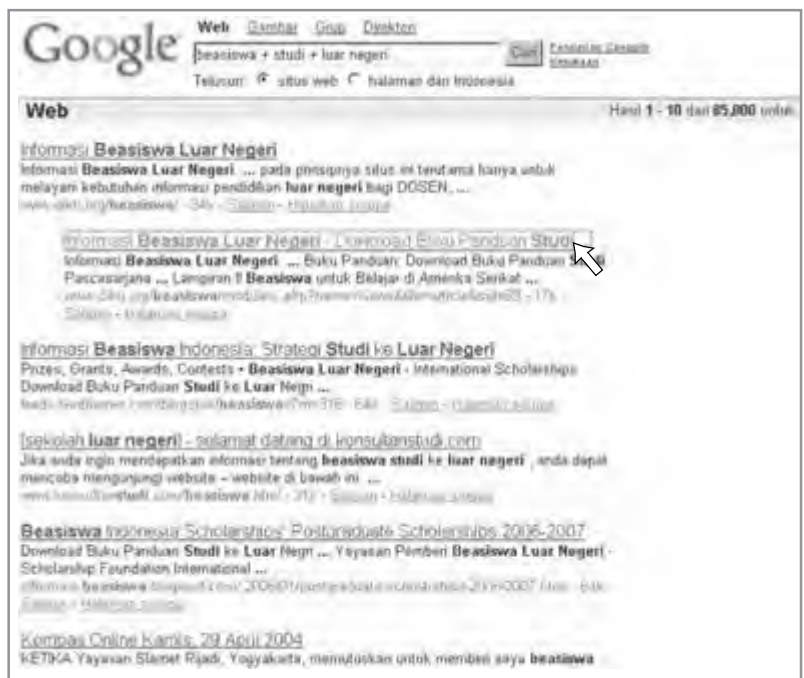 Google
Web Gambar Grup Direktori
beasiswa + studi + luar negeri Cari
Telusuri: situs web halaman dari Indonesia
Web Hasil 1 - 10 dari 85,000 untuk
Informasi Beasiswa Luar Negeri
Informasi Beasiswa Luar Negeri. ... pada prinsipnya situs ini terutama hanya untuk
melayani kebutuhan informasi pendidikan luar negeri bagi DOSEN, ...
Informasi Beasiswa Luar Negeri - Download Buku Panduan Studi
Informasi Beasiswa Luar Negeri. ... Buku Panduan: Download Buku Panduan Studi
Pascasarjana ... Lampiran II Beasiswa untuk Belajar di Amerika Serikat ...
Informasi Beasiswa Indonesia: Strategi Studi ke Luar Negeri
Prizes, Grants, Awards, Contests • Beasiswa Luar Negeri - International Scholarships
Download Buku Panduan Studi ke Luar Negri ...
[sekolah luar negeri] - selamat datang di konsultanstudi.com
Jika anda ingin mendapatkan informasi tentang beasiswa studi ke luar negeri , anda dapat
mencoba mengunjungi website – website di bawah ini ...
Beasiswa Indonesia Scholarships: Postgraduate Scholarships 2006-2007
Download Buku Panduan Studi ke Luar Negri ... Yayasan Pemberi Beasiswa Luar Negeri -
Scholarship Foundation International ...
Kompas Online Kamis, 29 April 2004
KETIKA Yayasan Slamet Rijadi, Yogyakarta, memutuskan untuk memberi saya beasiswa